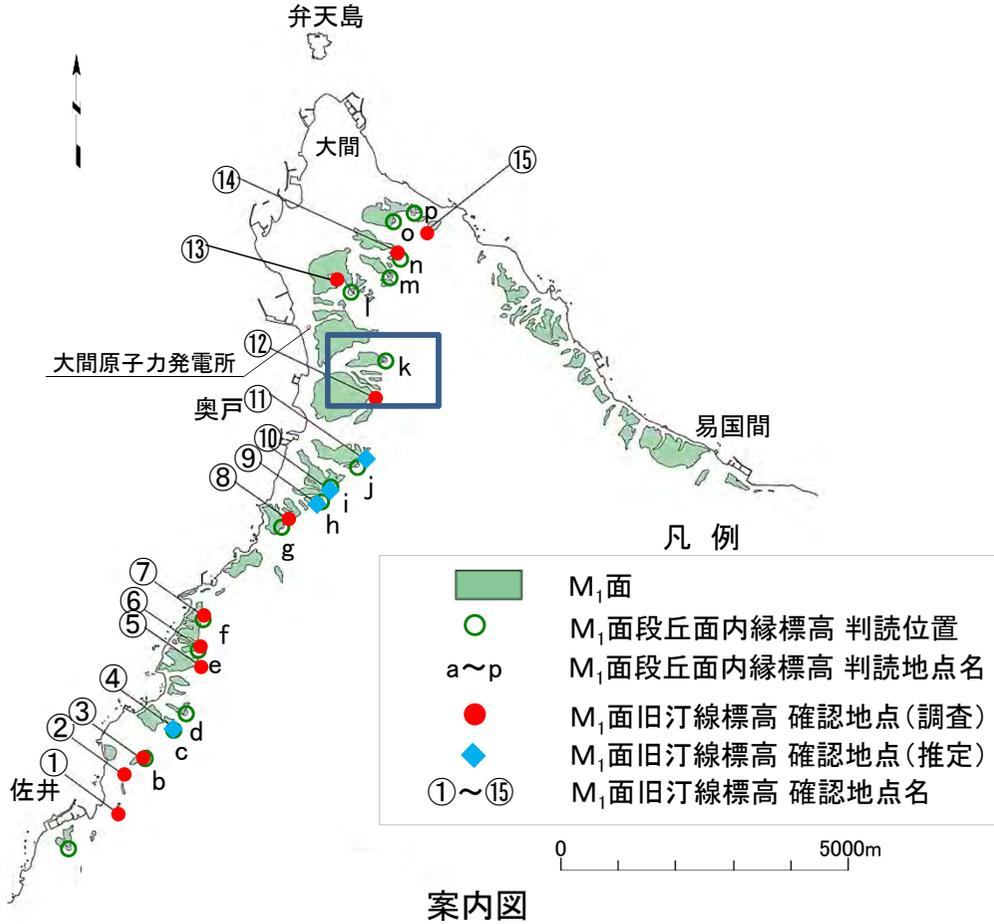 弁天島
大間
⑮
⑭
p
o
⑬
n
m
l
⑫
大間原子力発電所
k
⑪
奥戸
易国間
⑩
⑨
j
⑧
i
h
g
⑦
⑥
⑤
f
e
④
③
d
②
c
①
b
佐井
凡 例
M₁面
M₁面段丘面内縁標高 判読位置
a～p M₁面段丘面内縁標高 判読地点名
M₁面旧汀線標高 確認地点(調査)
M₁面旧汀線標高 確認地点(推定)
①～⑮ M₁面旧汀線標高 確認地点名
0 5000m
案内図